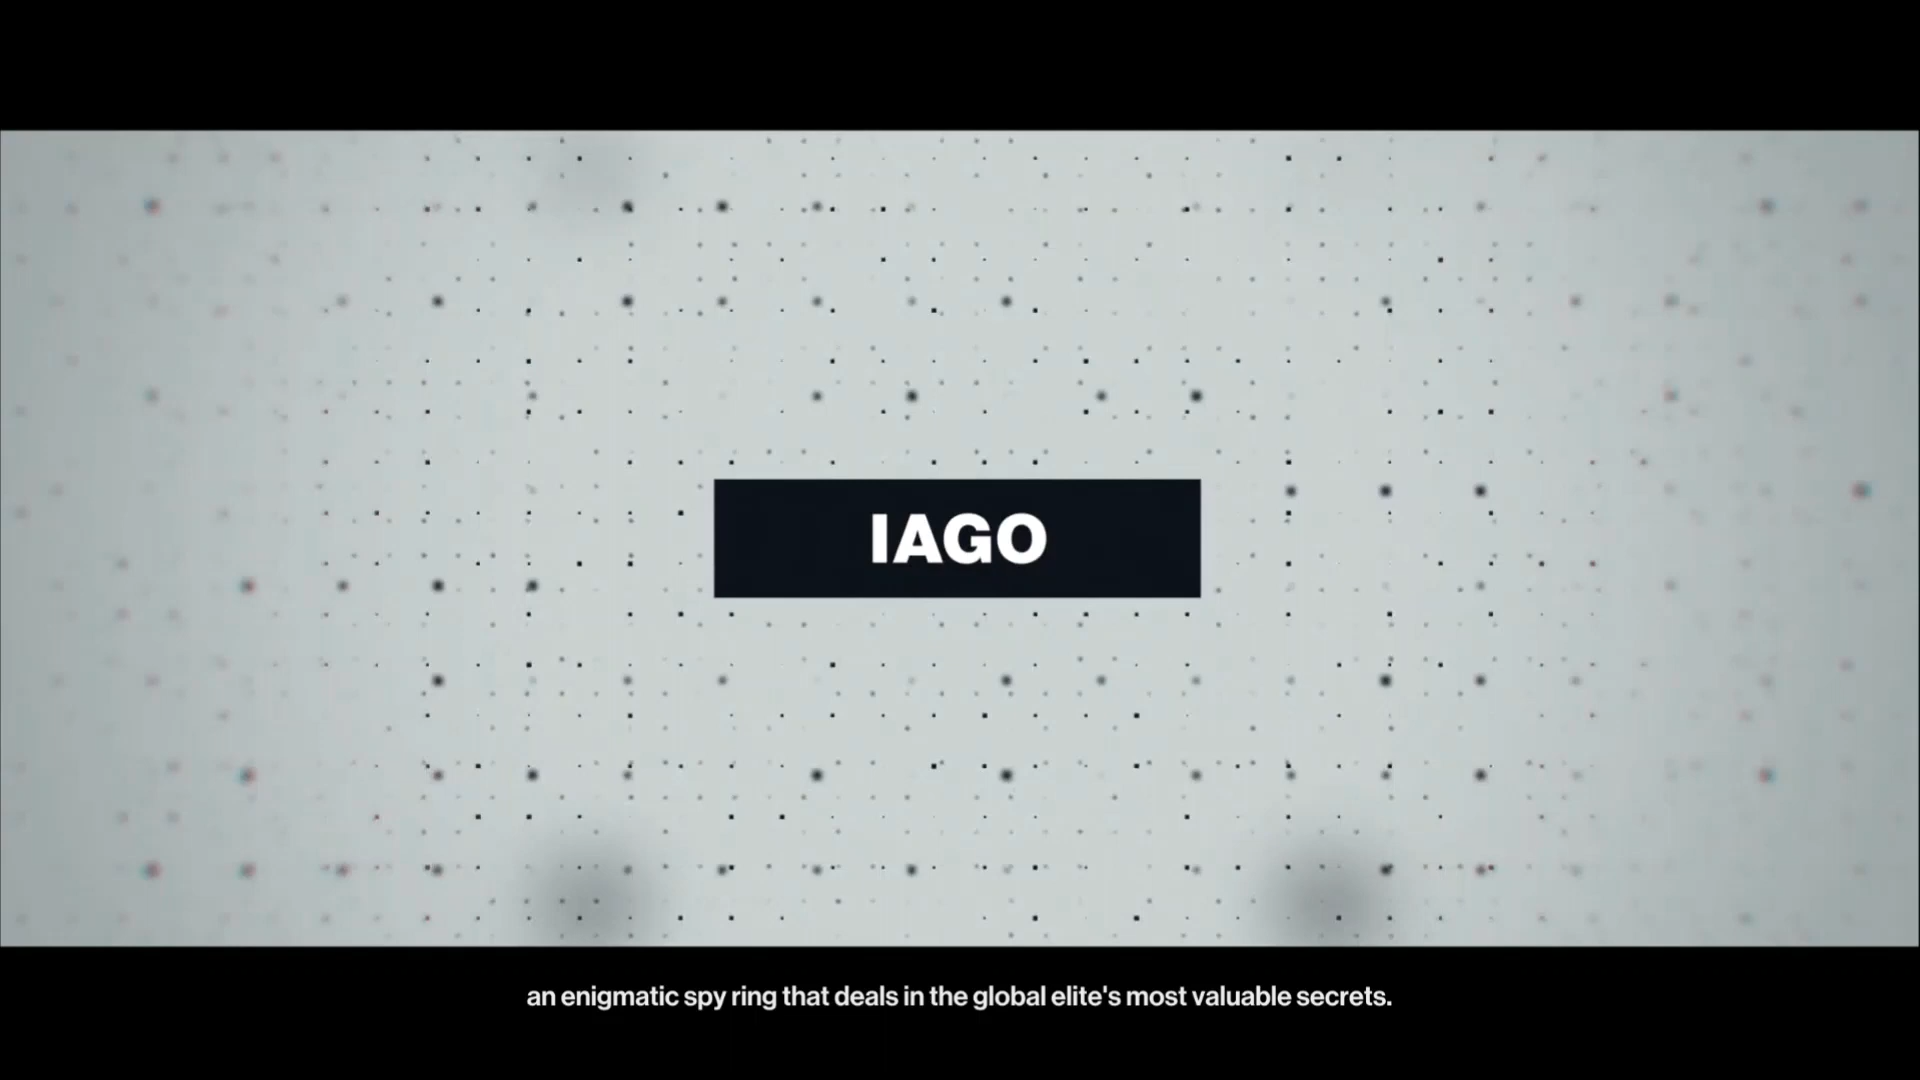 IAGO
an enigmatic spy ring that deals in the global elite's most valuable secrets.